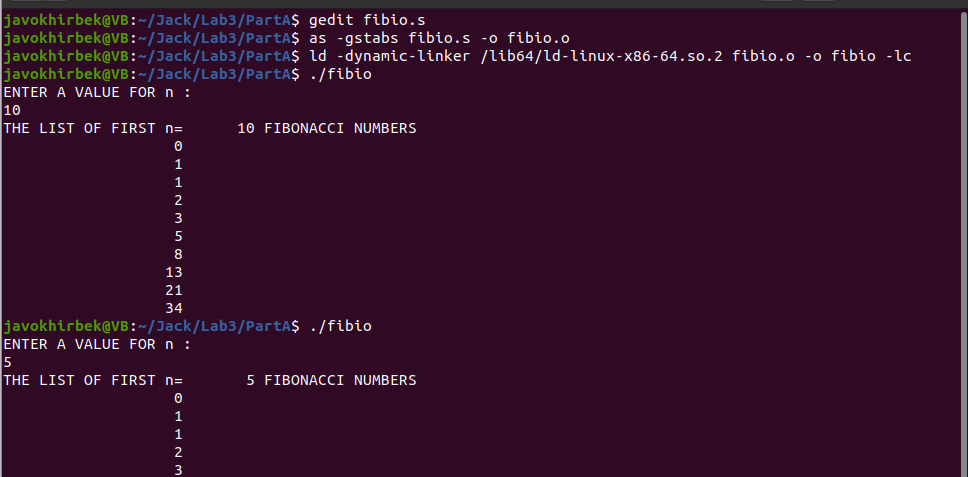 javokhirbek@VB:~/Jack/Lab3/PartA$ gedit fibio.s
javokhirbek@VB:~/Jack/Lab3/PartA$ as -gstabs fibio.s -o fibio.o
javokhirbek@VB:~/Jack/Lab3/PartA$ ld -dynamic-linker /lib64/ld-linux-x86-64.so.2 fibio.o -o fibio -lc
javokhirbek@VB:~/Jack/Lab3/PartA$ ./fibio
ENTER A VALUE FOR n :
10
THE LIST OF FIRST n=      10 FIBONACCI NUMBERS
                   0
                   1
                   1
                   2
                   3
                   5
                   8
                  13
                  21
                  34
javokhirbek@VB:~/Jack/Lab3/PartA$ ./fibio
ENTER A VALUE FOR n :
5
THE LIST OF FIRST n=       5 FIBONACCI NUMBERS
                   0
                   1
                   1
                   2
                   3